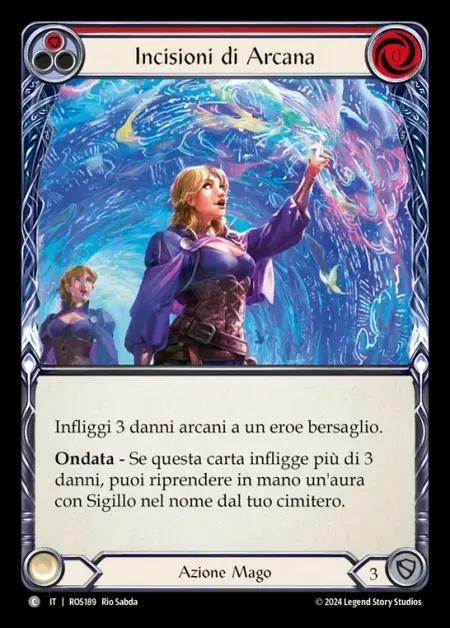 Incisioni di Arcana
0
Infliggi 3 danni arcani a un eroe bersaglio.
Ondata - Se questa carta infligge più di 3
danni, puoi riprendere in mano un'aura
con Sigillo nel nome dal tuo cimitero.
Azione Mago
3
C IT | ROS189 Rio Sabda
© 2024 Legend Story Studios